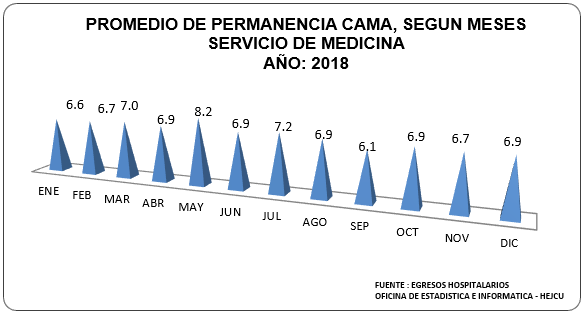 PROMEDIO DE PERMANENCIA CAMA, SEGUN MESES
SERVICIO DE MEDICINA
AÑO: 2018
6.6 6.7 7.0 6.9 8.2 6.9 7.2 6.9 6.1 6.9 6.7 6.9
ENE FEB MAR ABR MAY JUN JUL AGO SEP OCT NOV DIC
FUENTE : EGRESOS HOSPITALARIOS
OFICINA DE ESTADISTICA E INFORMATICA - HEJCU